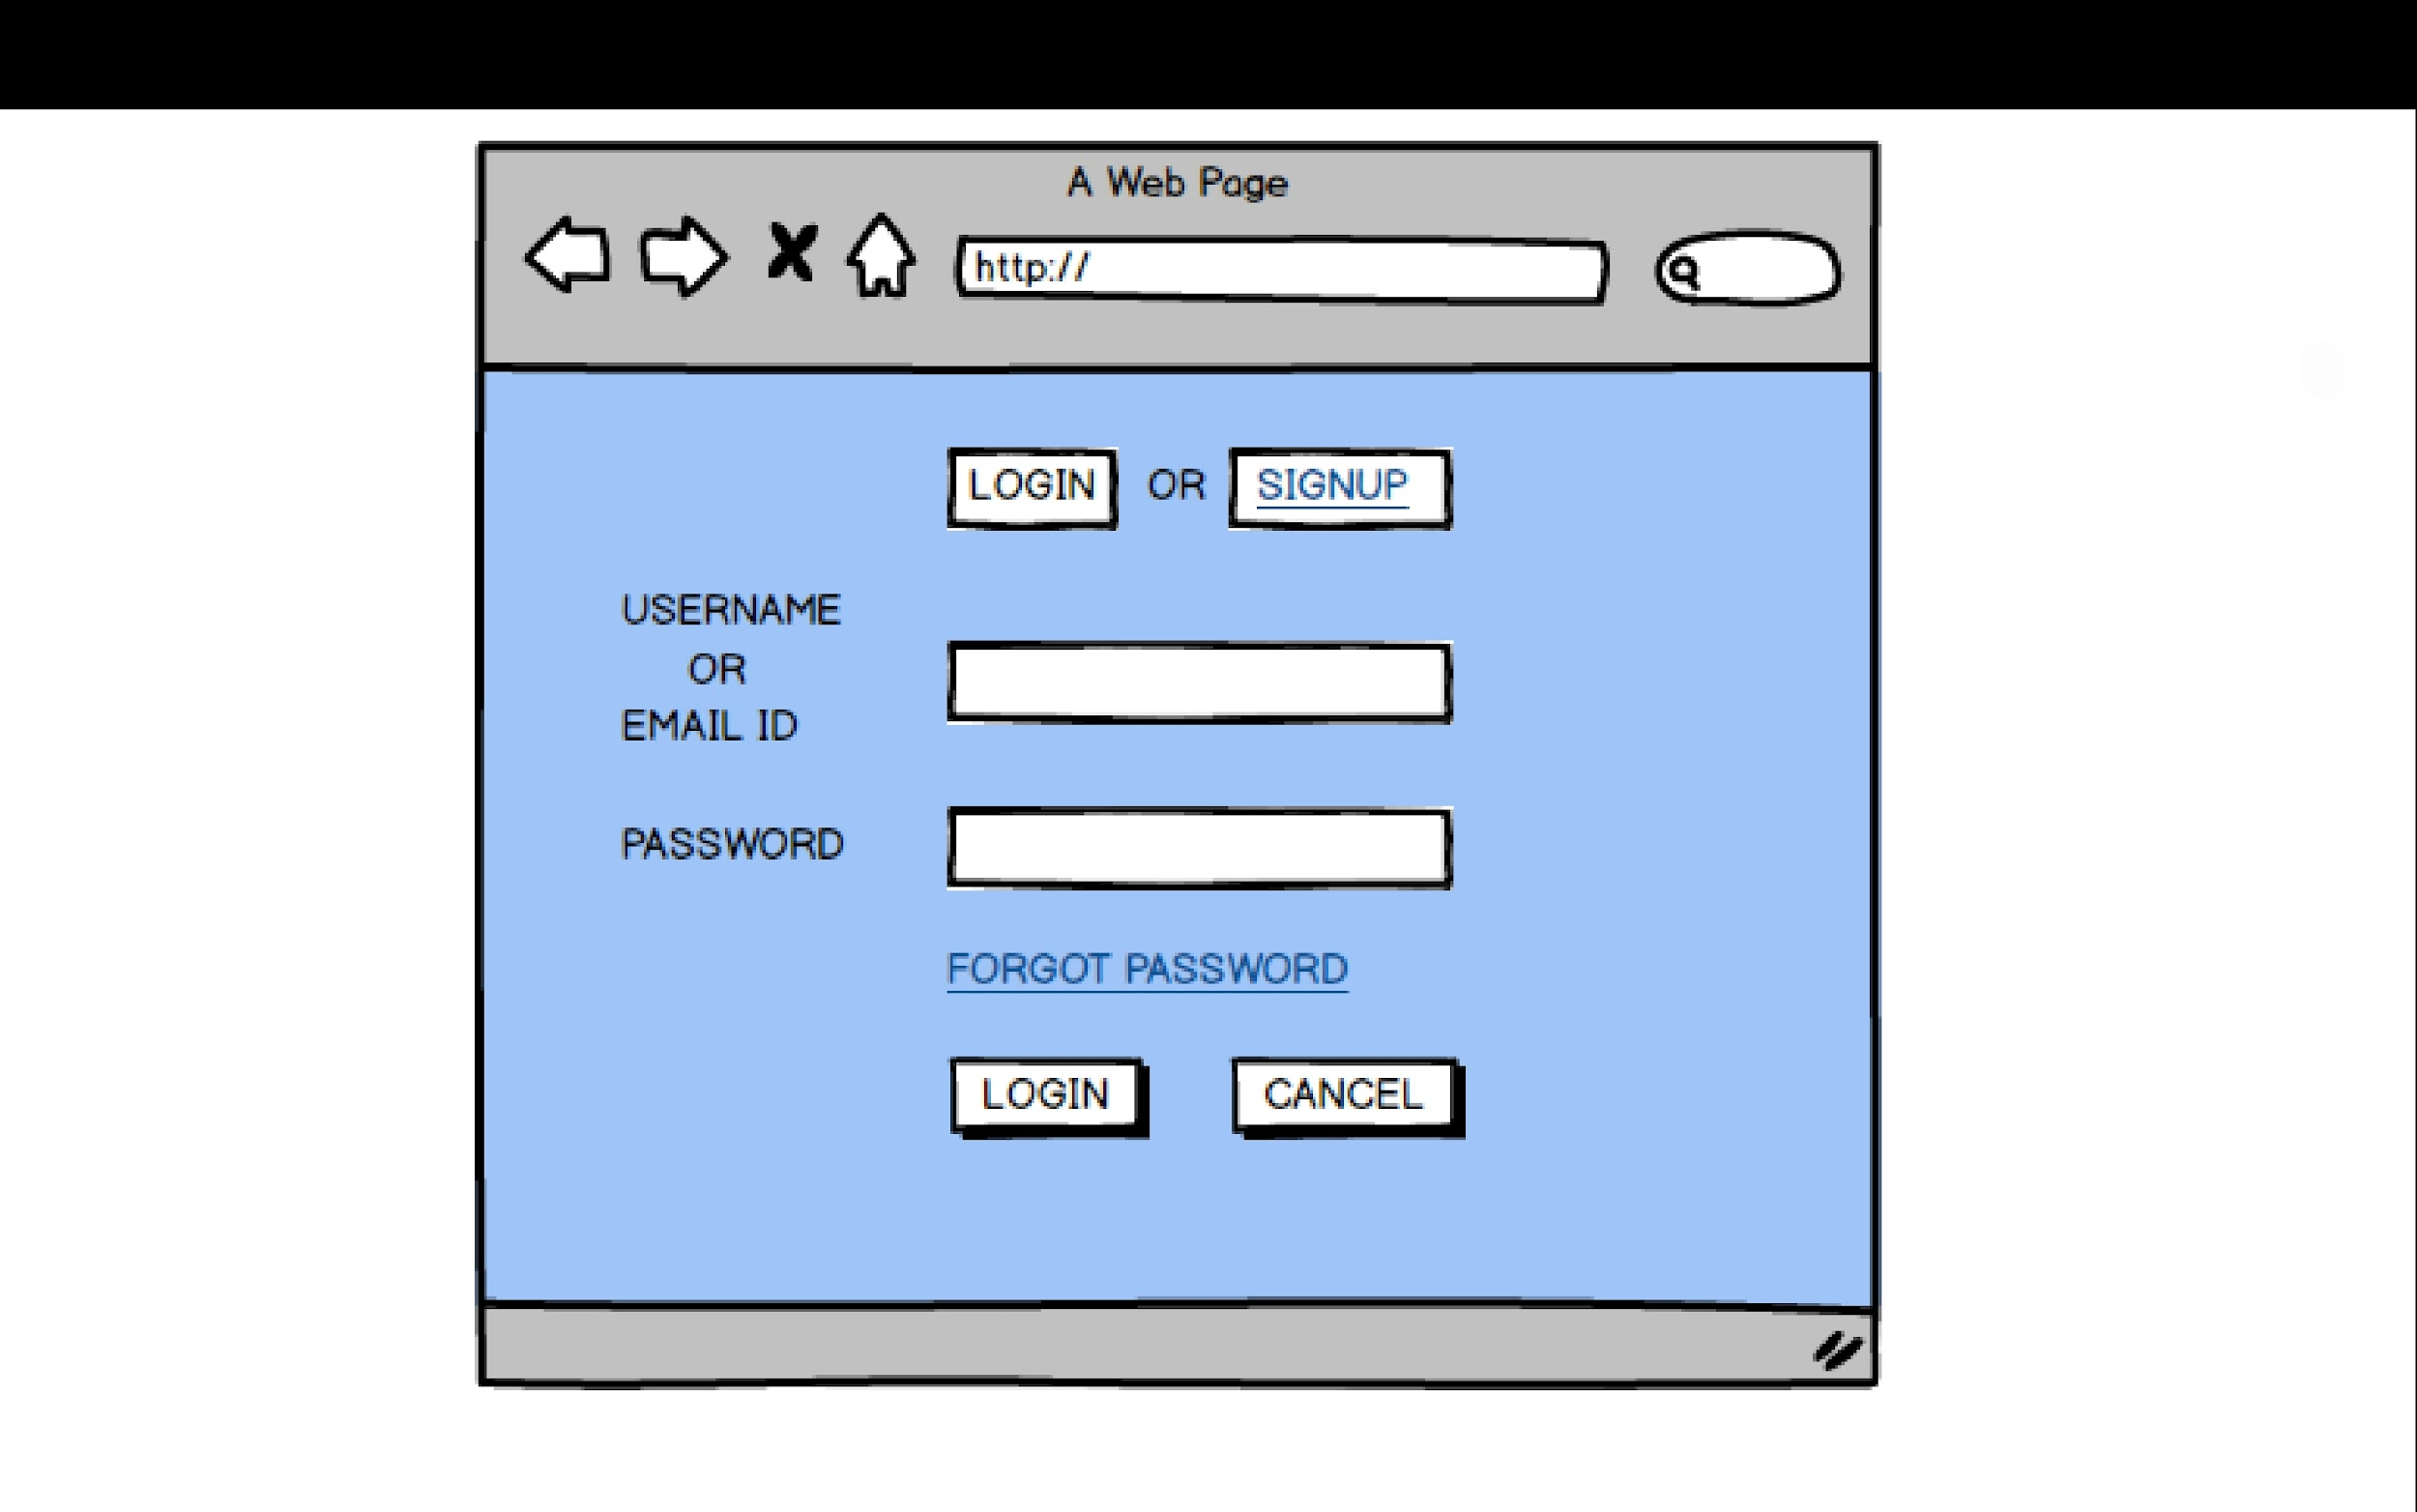 A Web Page
http://
LOGIN OR SIGNUP
USERNAME
OR
EMAIL ID
PASSWORD
FORGOT PASSWORD
LOGIN CANCEL